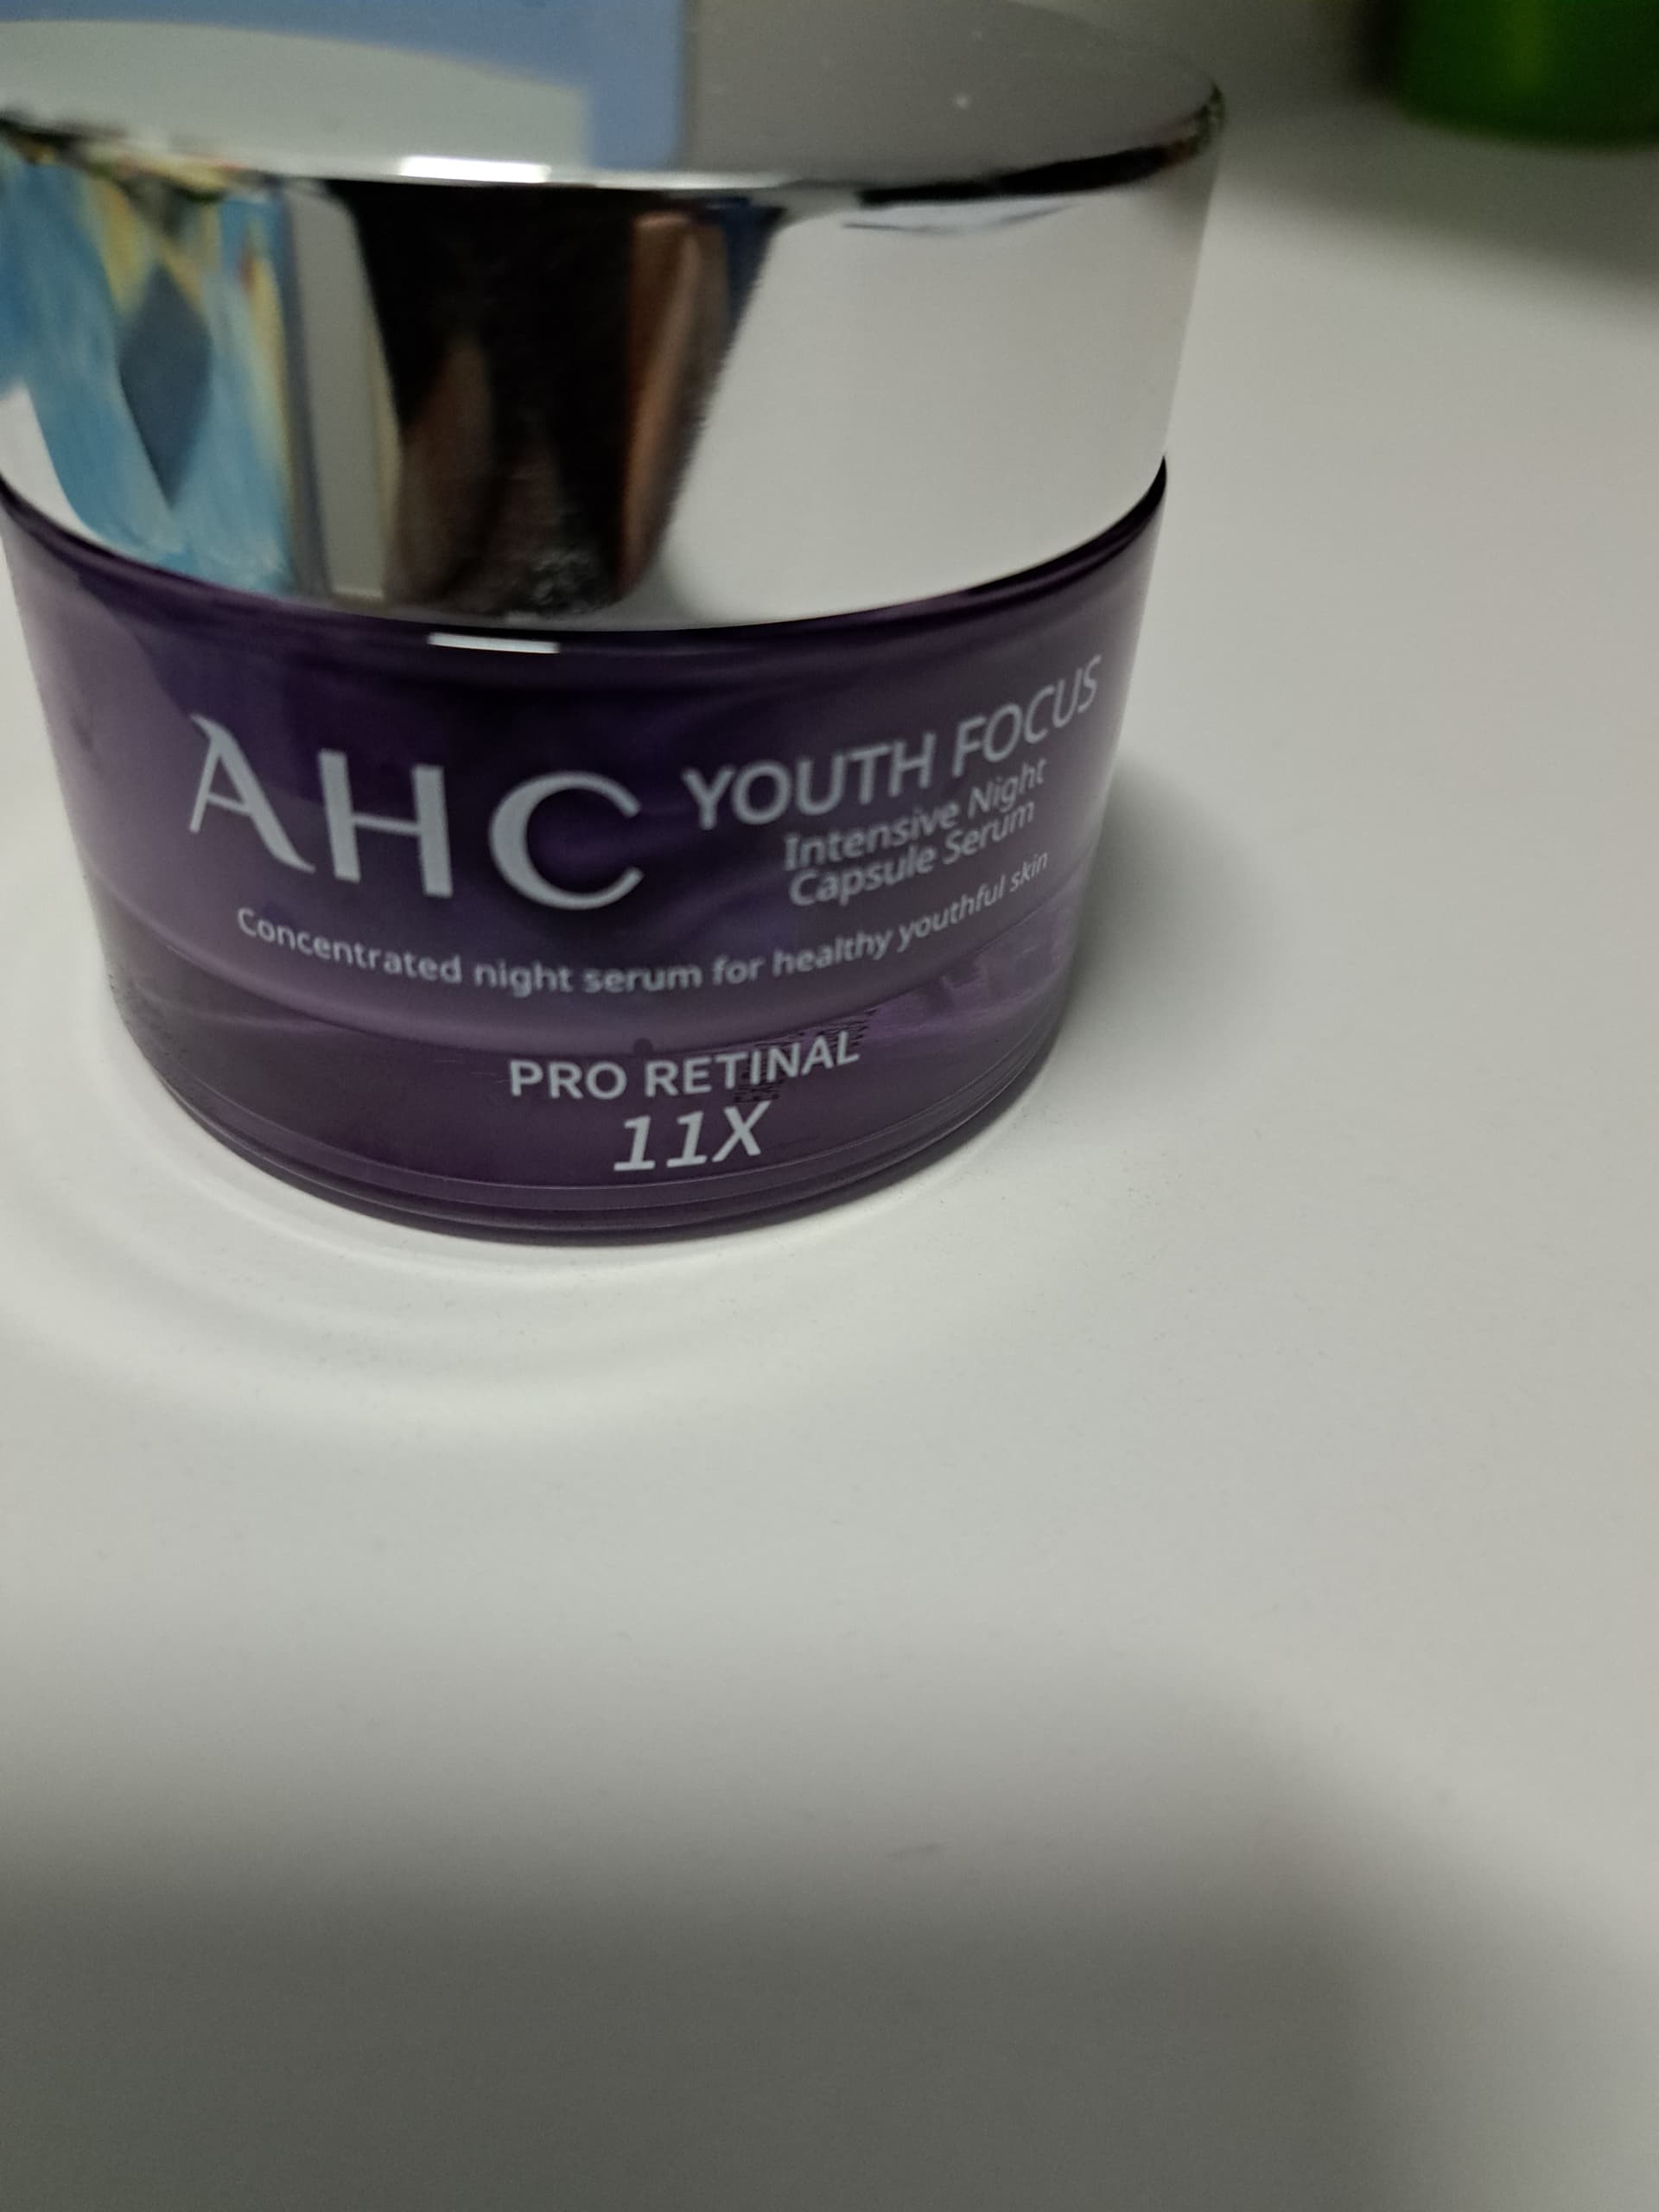 AHC YOUTH FOCUS
Intensive Night
Capsule Serum
Concentrated night serum for healthy youthful skin
PRO RETINAL
11X